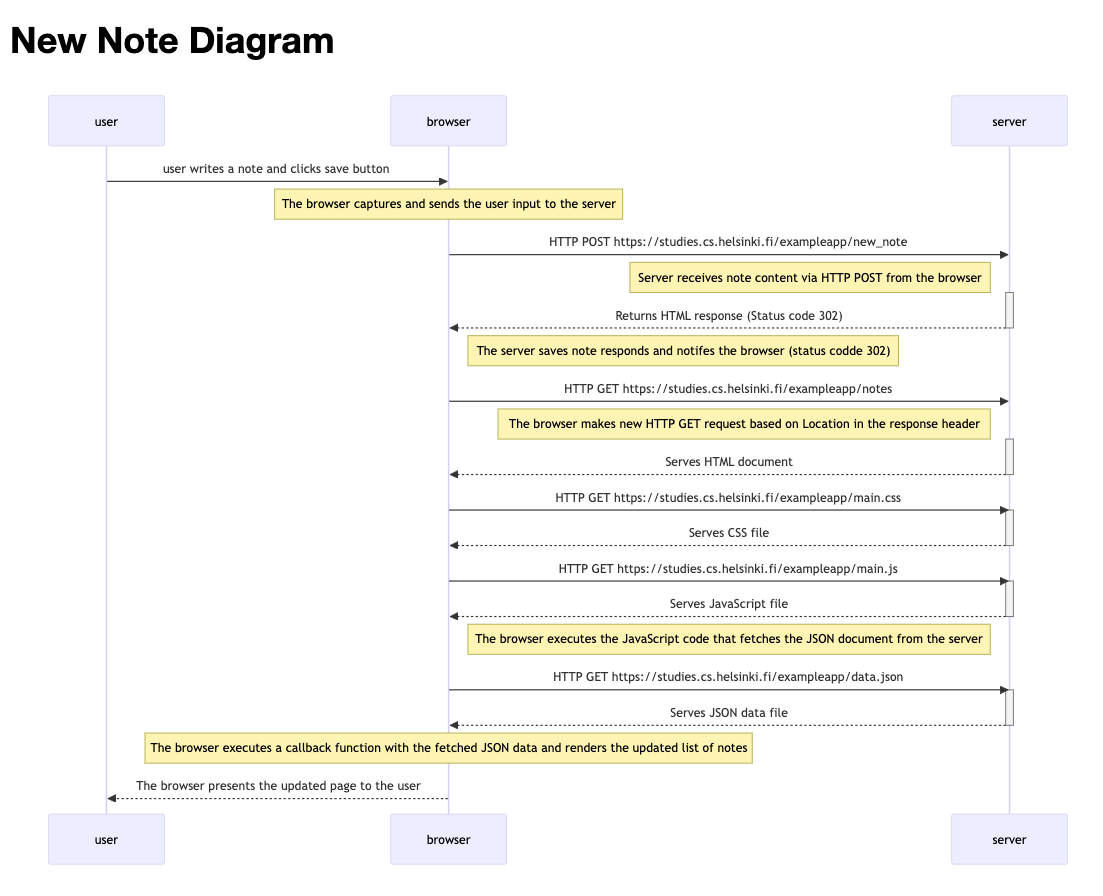 New Note Diagram
user
browser
server
user writes a note and clicks save button
The browser captures and sends the user input to the server
HTTP POST https://studies.cs.helsinki.fi/exampleapp/new_note
Server receives note content via HTTP POST from the browser
Returns HTML response (Status code 302)
The server saves note responds and notifes the browser (status codde 302)
HTTP GET https://studies.cs.helsinki.fi/exampleapp/notes
The browser makes new HTTP GET request based on Location in the response header
Serves HTML document
HTTP GET https://studies.cs.helsinki.fi/exampleapp/main.css
Serves CSS file
HTTP GET https://studies.cs.helsinki.fi/exampleapp/main.js
Serves JavaScript file
The browser executes the JavaScript code that fetches the JSON document from the server
HTTP GET https://studies.cs.helsinki.fi/exampleapp/data.json
Serves JSON data file
The browser executes a callback function with the fetched JSON data and renders the updated list of notes
The browser presents the updated page to the user
user
browser
server